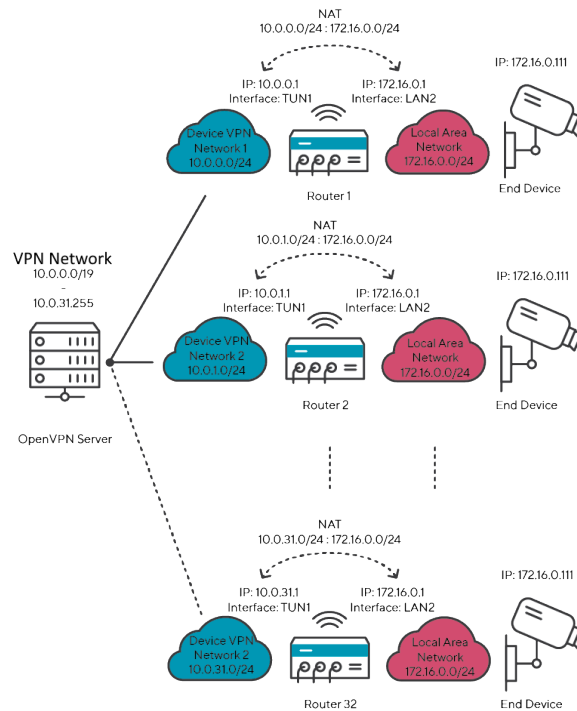 NAT
10.0.0.0/24 : 172.16.0.0/24
IP: 10.0.0.1
Interface: TUN1
IP: 172.16.0.1
Interface: LAN2
IP: 172.16.0.111
Device VPN
Network 1
10.0.0.0/24
Local Area
Network
172.16.0.0/24
Router 1
End Device
NAT
10.0.1.0/24 : 172.16.0.0/24
VPN Network
10.0.0.0/19
-
10.0.31.255
IP: 10.0.1.1
Interface: TUN1
IP: 172.16.0.1
Interface: LAN2
IP: 172.16.0.111
Device VPN
Network 2
10.0.1.0/24
Local Area
Network
172.16.0.0/24
Router 2
End Device
OpenVPN Server
NAT
10.0.31.0/24 : 172.16.0.0/24
IP: 10.0.31.1
Interface: TUN1
IP: 172.16.0.1
Interface: LAN2
IP: 172.16.0.111
Device VPN
Network 2
10.0.31.0/24
Local Area
Network
172.16.0.0/24
Router 32
End Device